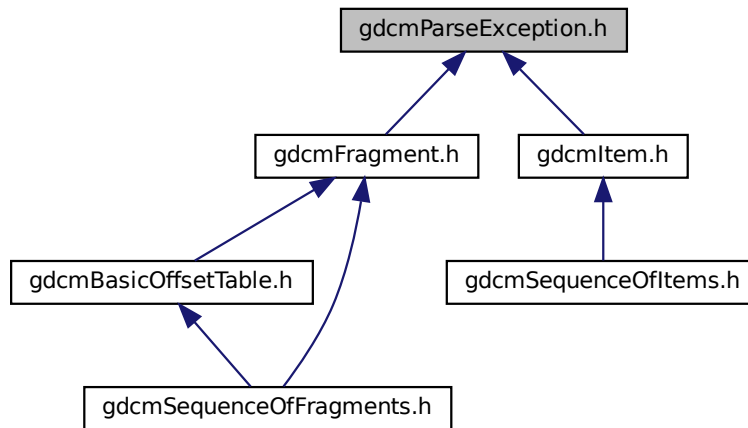 gdcmParseException.h
gdcmFragment.h
gdcmItem.h
gdcmBasicOffsetTable.h
gdcmSequenceOfItems.h
gdcmSequenceOfFragments.h